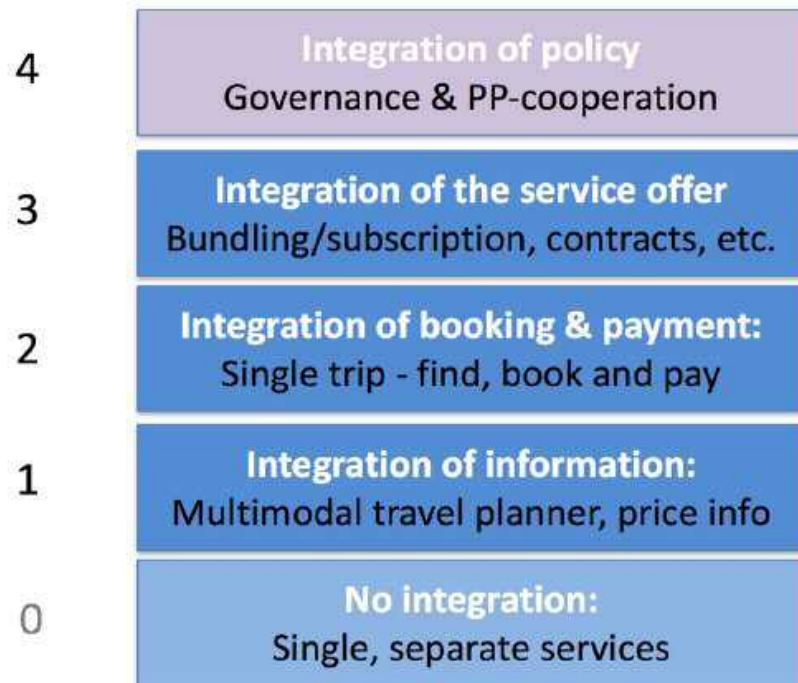 4
Integration of policy
Governance & PP-cooperation
3
Integration of the service offer
Bundling/subscription, contracts, etc.
2
Integration of booking & payment:
Single trip - find, book and pay
1
Integration of information:
Multimodal travel planner, price info
0
No integration:
Single, separate services